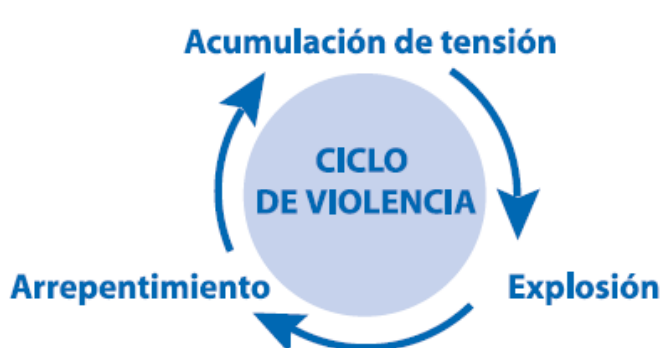 Acumulación de tensión
CICLO
DE VIOLENCIA
Arrepentimiento
Explosión